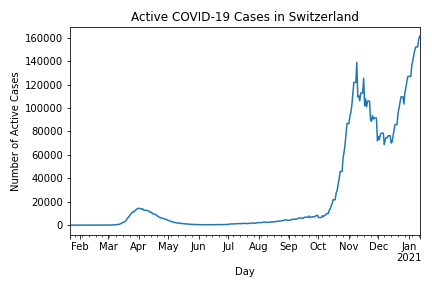 Active COVID-19 Cases in Switzerland
160000
140000
120000
100000
80000
60000
40000
20000
0
Number of Active Cases
Feb Mar Apr May Jun Jul Aug Sep Oct Nov Dec Jan
2021
Day